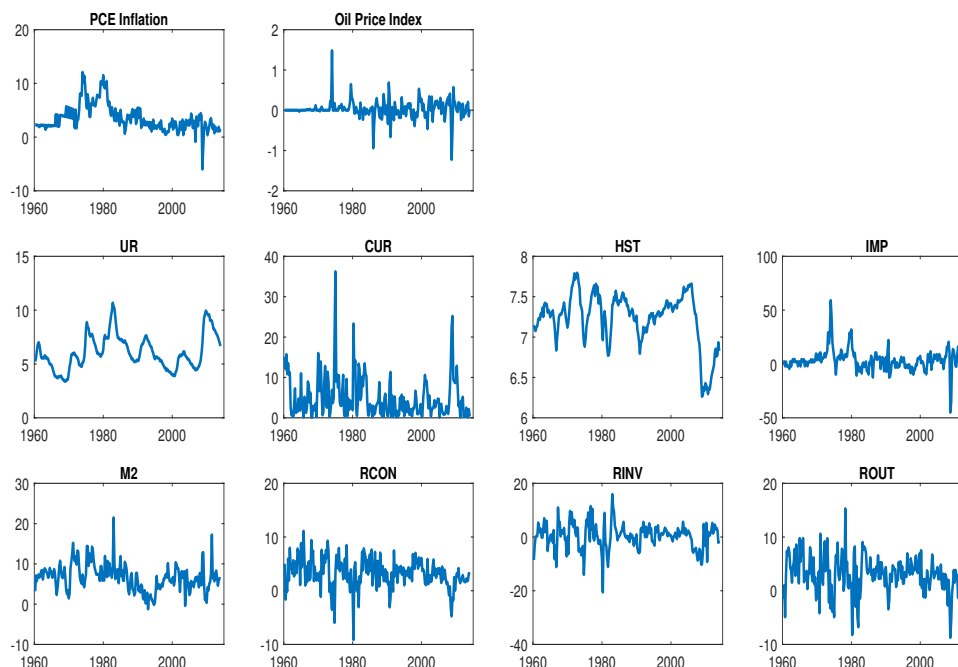 PCE Inflation Oil Price Index
20 2
10 1
0 0
-1
-10 -2
1960 1980 2000 1960 1980 2000
UR CUR HST IMP
15 40 8 100
30 7.5
10 50
20 7
5 0
10 6.5
0 0 6 -50
1960 1980 2000 1960 1980 2000 1960 1980 2000 1960 1980 2000
M2 RCON RINV ROUT
30 20 20 20
20 10 0 10
10
0 -20 0
0
-10 -10 -40 -10
1960 1980 2000 1960 1980 2000 1960 1980 2000 1960 1980 2000